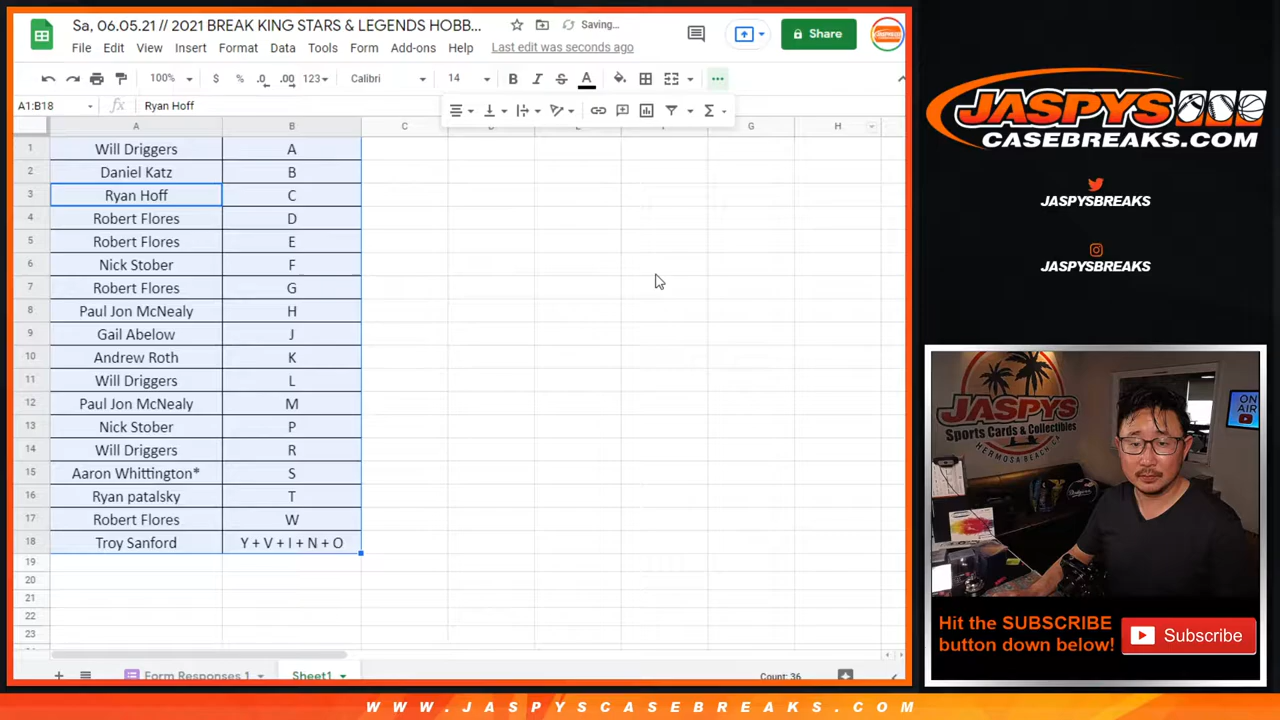 Sa, 06.05.21 // 2021 BREAK KING STARS & LEGENDS HOBB...
Saving...
File Edit View Insert Format Data Tools Form Add-ons Help Last edit was seconds ago
Share
100% $ % .0 .00 123 Calibri 14 B I S A
A1:B18 fx Ryan Hoff
A B C G H
1 Will Driggers A
2 Daniel Katz B
3 Ryan Hoff C
4 Robert Flores D
5 Robert Flores E
6 Nick Stober F
7 Robert Flores G
8 Paul Jon McNealy H
9 Gail Abelow J
10 Andrew Roth K
11 Will Driggers L
12 Paul Jon McNealy M
13 Nick Stober P
14 Will Driggers R
15 Aaron Whittington* S
16 Ryan patalsky T
17 Robert Flores W
18 Troy Sanford Y + V + I + N + O
19
20
21
22
23
Form Responses 1 Sheet1 Count: 36
JASPYS
CASEBREAKS.COM
JASPYSBREAKS
JASPYSBREAKS
JASPYS
Sports Cards & Collectibles
HERMOSA BEACH CA
ON
AIR
Hit the SUBSCRIBE
button down below!
Subscribe
WWW.JASPYSCASEBREAKS.COM